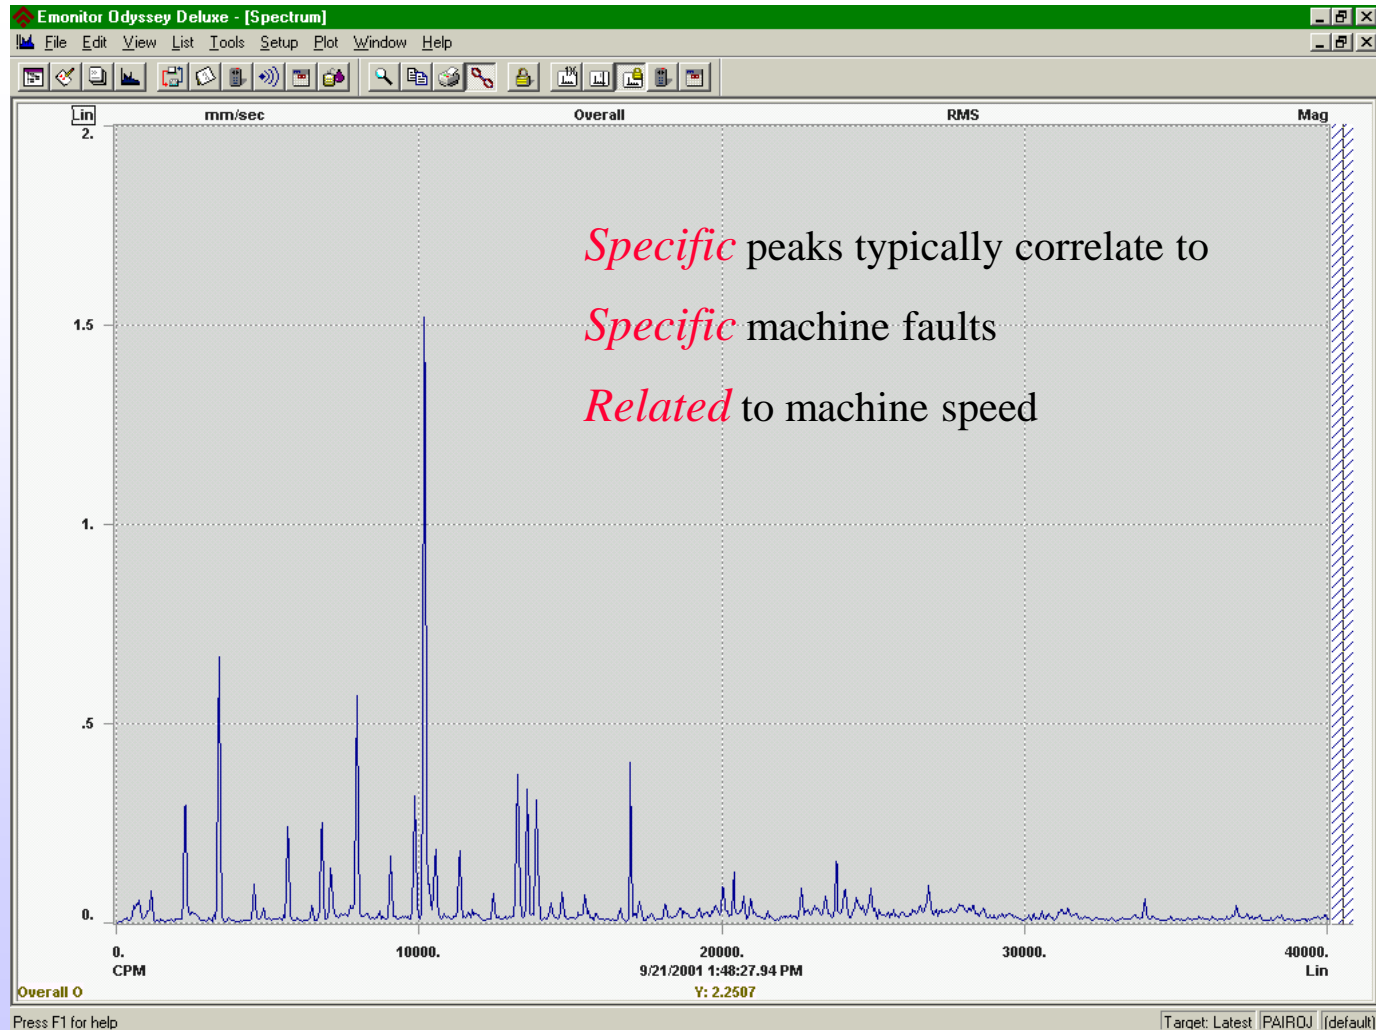 Emonitor Odyssey Deluxe - [Spectrum]
File Edit View List Tools Setup Plot Window Help
Lin mm/sec Overall RMS Mag
2.
Specific peaks typically correlate to
Specific machine faults
1.5
Related to machine speed
1.
.5
0.
0. 10000. 20000. 30000. 40000.
CPM 9/21/2001 1:48:27.94 PM Lin
Overall O Y: 2.2507
Press F1 for help Target: Latest PAIROJ (default)